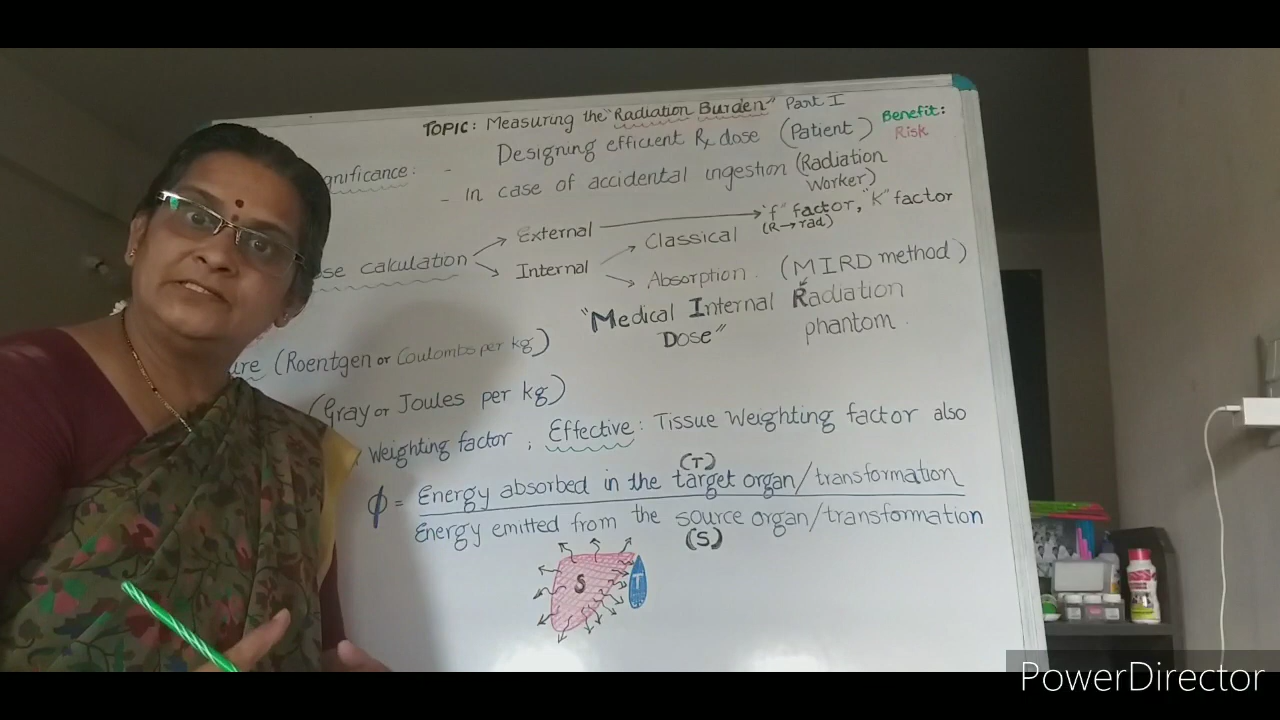 TOPIC: Measuring the "Radiation Burden" Part I
Benefit:
Risk
gnificance: - Designing efficient Rx dose (Patient)
- In case of accidental ingestion (Radiation Worker)
se calculation
External
"f" factor, "K" factor
(R→rad)
Internal
Classical
Absorption (MIRD method)
"Medical Internal Radiation
Dose"
phantom
ure (Roentgen or Coulombs per kg)
(Gray or Joules per kg)
Weighting factor ; Effective: Tissue Weighting factor also
(T)
φ = Energy absorbed in the target organ/transformation
Energy emitted from the source organ/transformation
(S)
S
T
PowerDirector